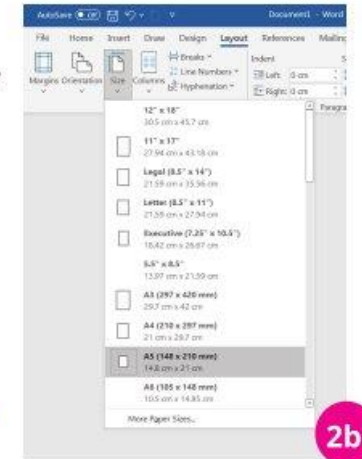 AutoSave Off Document1 - Word
File Home Insert Draw Design Layout References Mailing
Margins Orientation Size Columns
Breaks
Line Numbers
Hyphenation
Indent
Left: 0 cm
Right: 0 cm
Paragra
12" x 18"
30.5 cm x 45.7 cm
11" x 17"
27.94 cm x 43.18 cm
Legal (8.5" x 14")
21.59 cm x 35.56 cm
Letter (8.5" x 11")
21.59 cm x 27.94 cm
Executive (7.25" x 10.5")
18.42 cm x 26.67 cm
5.5" x 8.5"
13.97 cm x 21.59 cm
A3 (297 x 420 mm)
29.7 cm x 42 cm
A4 (210 x 297 mm)
21 cm x 29.7 cm
A5 (148 x 210 mm)
14.8 cm x 21 cm
A6 (105 x 148 mm)
10.5 cm x 14.85 cm
More Paper Sizes...
2b